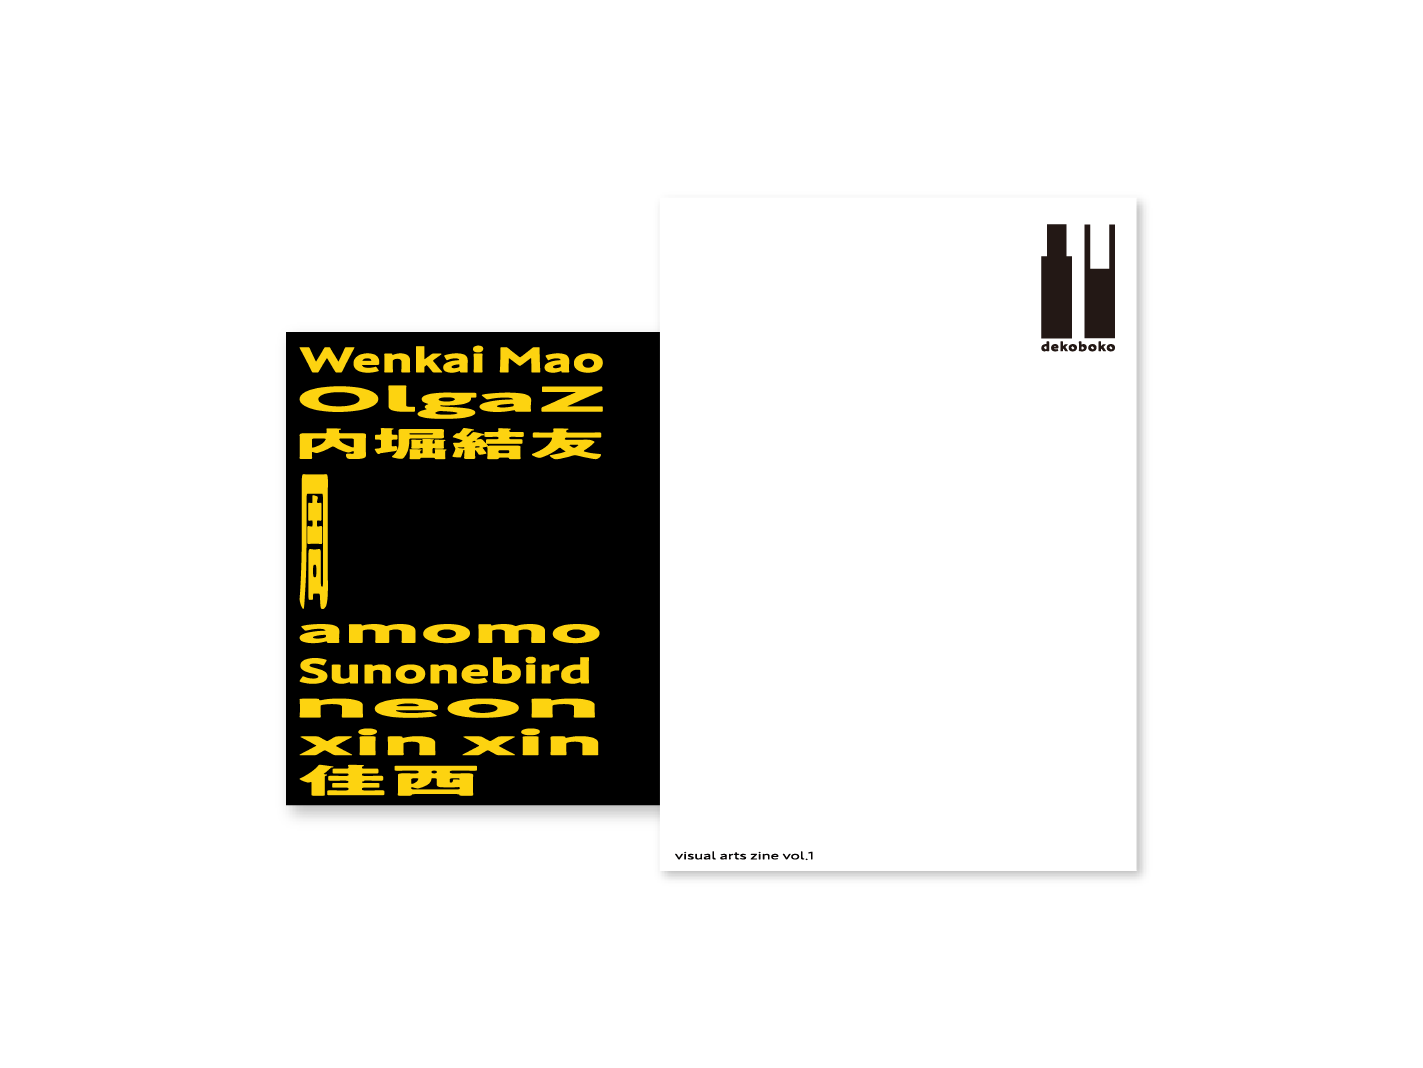 Wenkai Mao
OlgaZ
内堀結友
周
amomo
Sunonebird
neon
xin xin
佳西
dekoboko
visual arts zine vol.1